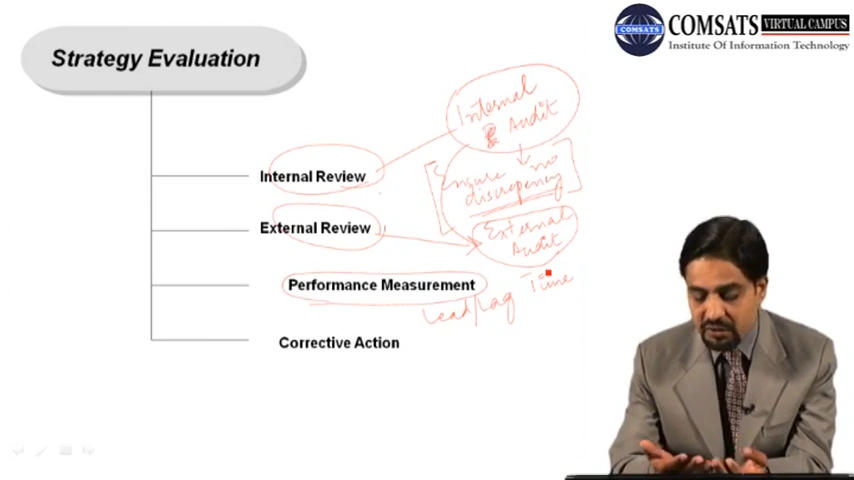 COMSATS VIRTUAL CAMPUS
Institute Of Information Technology
COMSATS
Strategy Evaluation
Internal
Audit
Internal Review
Ensure no
discrepency
External Review
External
Audit
Performance Measurement
Lead/Lag Time
Corrective Action